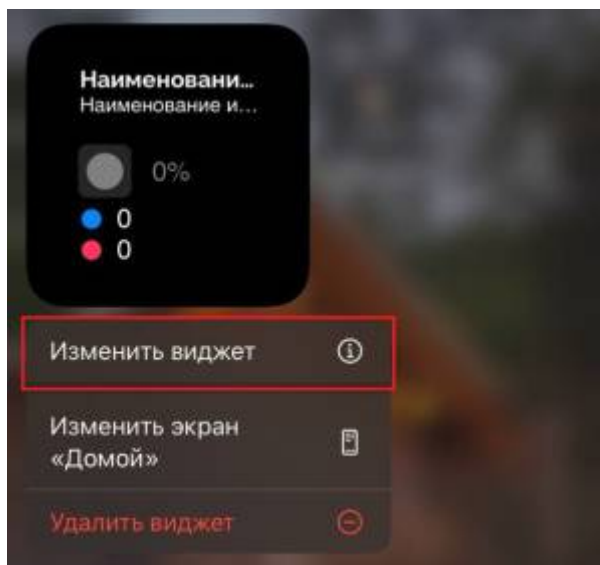 Наименовани...
Наименование и...
0%
0
0
Изменить виджет
Изменить экран
«Домой»
Удалить виджет